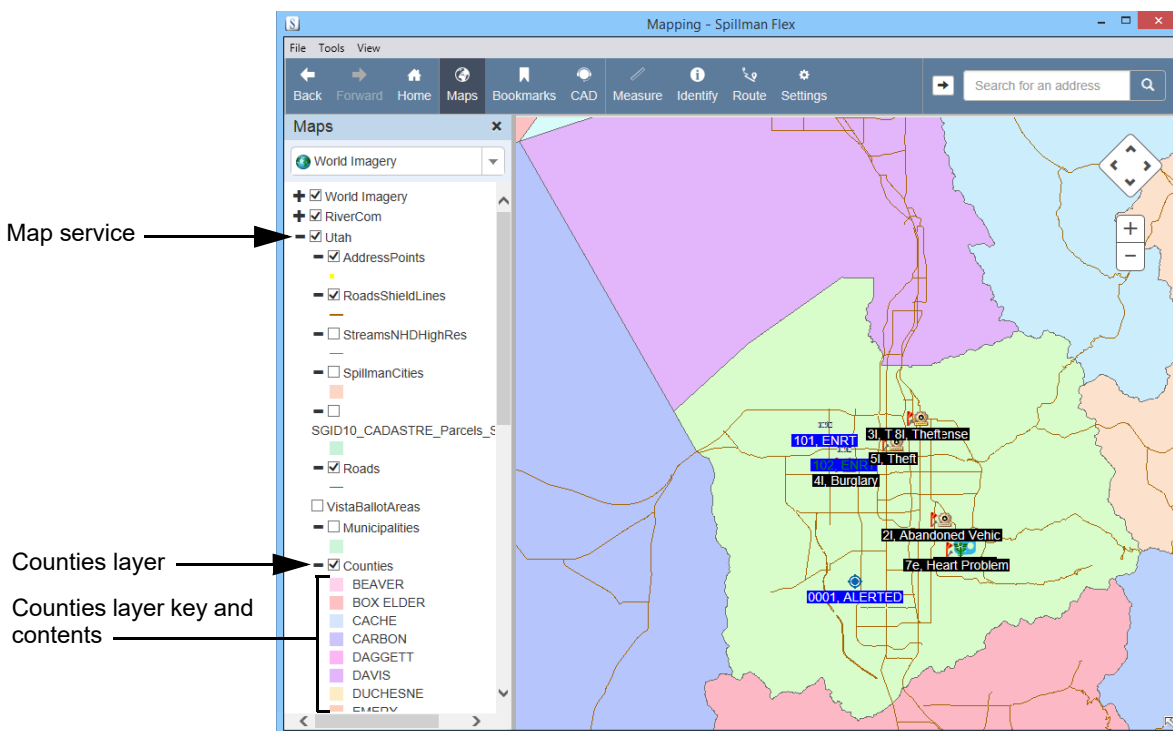 S
Mapping - Spillman Flex
File Tools View
Back Forward Home Maps Bookmarks CAD Measure Identify Route Settings
Search for an address
Maps
World Imagery
World Imagery
RiverCom
Map service
Utah
AddressPoints
RoadsShieldLines
StreamsNHDHighRes
SpillmanCities
SGID10_CADASTRE_Parcels_S
Roads
VistaBallotAreas
Municipalities
Counties layer
Counties
Counties layer key and
contents
BEAVER
BOX ELDER
CACHE
CARBON
DAGGETT
DAVIS
DUCHESNE
EMERY
3I, T 8I, Theftense
101, ENRT
5I, Theft
102, ENRT
4I, Burglary
2I, Abandoned Vehic
7e, Heart Problem
0001, ALERTED